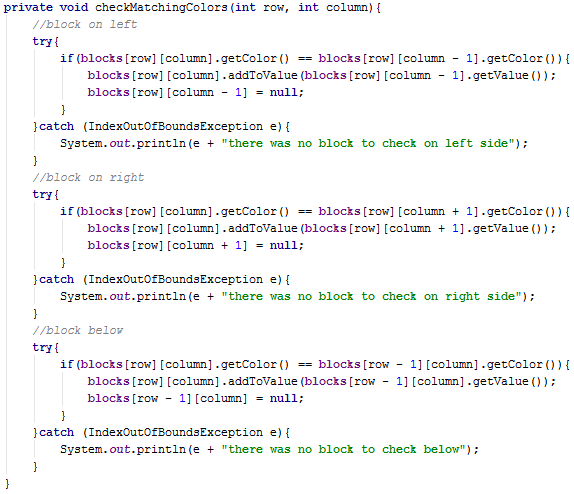 private void checkMatchingColors(int row, int column){
    //block on left
    try{
        if(blocks[row][column].getColor() == blocks[row][column - 1].getColor()){
            blocks[row][column].addToValue(blocks[row][column - 1].getValue());
            blocks[row][column - 1] = null;
        }
    }catch (IndexOutOfBoundsException e){
        System.out.println(e + "there was no block to check on left side");
    }
    //block on right
    try{
        if(blocks[row][column].getColor() == blocks[row][column + 1].getColor()){
            blocks[row][column].addToValue(blocks[row][column + 1].getValue());
            blocks[row][column + 1] = null;
        }
    }catch (IndexOutOfBoundsException e){
        System.out.println(e + "there was no block to check on right side");
    }
    //block below
    try{
        if(blocks[row][column].getColor() == blocks[row - 1][column].getColor()){
            blocks[row][column].addToValue(blocks[row - 1][column].getValue());
            blocks[row - 1][column] = null;
        }
    }catch (IndexOutOfBoundsException e){
        System.out.println(e + "there was no block to check below");
    }
}